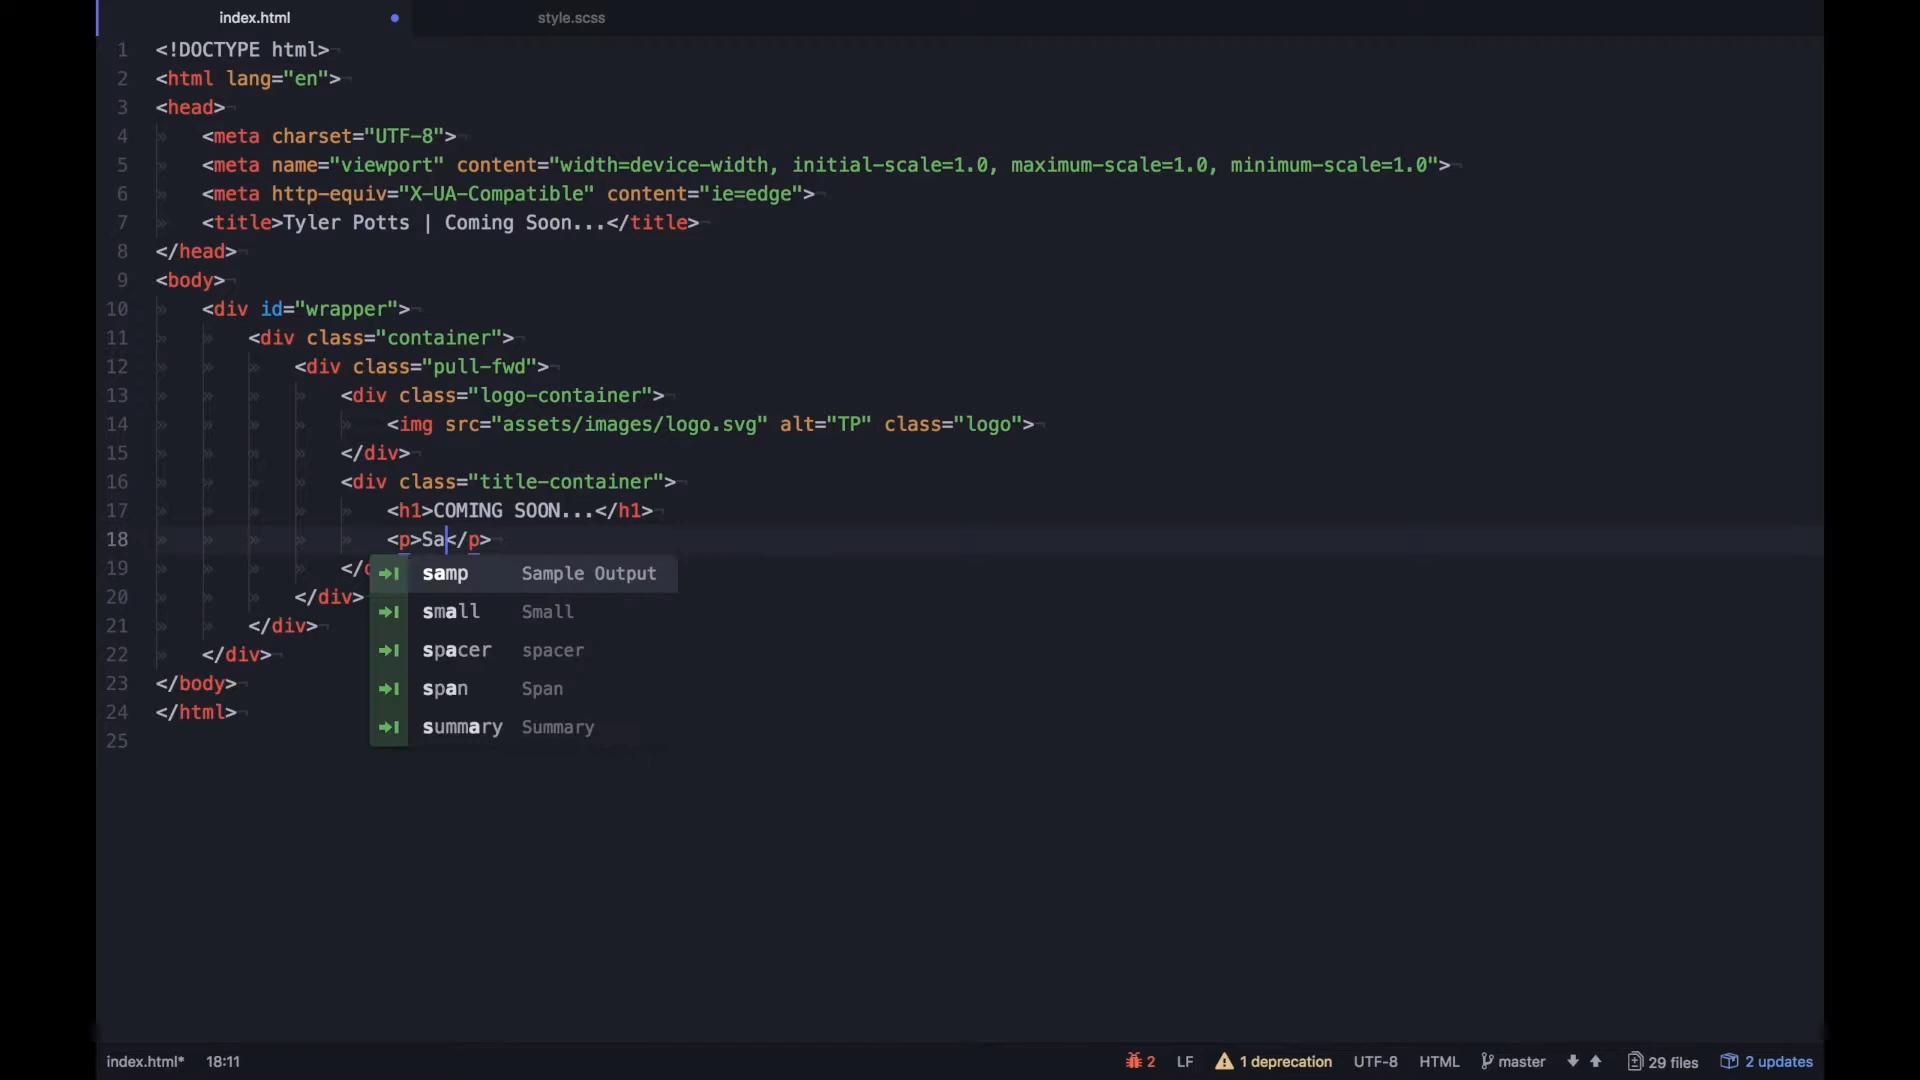 index.html style.scss
1 <!DOCTYPE html>
2 <html lang="en">
3 <head>
4 <meta charset="UTF-8">
5 <meta name="viewport" content="width=device-width, initial-scale=1.0, maximum-scale=1.0, minimum-scale=1.0">
6 <meta http-equiv="X-UA-Compatible" content="ie=edge">
7 <title>Tyler Potts | Coming Soon...</title>
8 </head>
9 <body>
10 <div id="wrapper">
11 <div class="container">
12 <div class="pull-fwd">
13 <div class="logo-container">
14 <img src="assets/images/logo.svg" alt="TP" class="logo">
15 </div>
16 <div class="title-container">
17 <h1>COMING SOON...</h1>
18 <p>Sa</p>
19 </d
samp Sample Output
20 </div>
small Small
21 </div>
spacer spacer
22 </div>
23 </body>
span Span
24 </html>
summary Summary
25
index.html* 18:11 2 LF 1 deprecation UTF-8 HTML master 29 files 2 updates